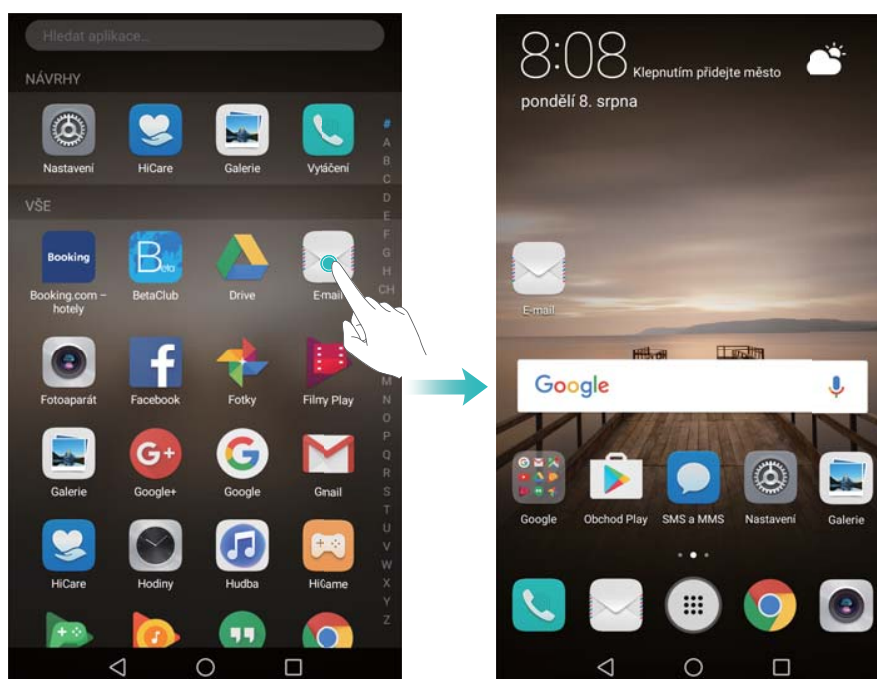 Hledat aplikace...
NÁVRHY
Nastavení
HiCare
Galerie
Vytáčení
VŠE
Booking
Booking.com –
hotely
Beta
BetaClub
Drive
E-mail
Fotoaparát
Facebook
Fotky
Filmy Play
Galerie
G+
Google+
G
Google
Gmail
HiCare
Hodiny
Hudba
HiGame
#
A
B
C
D
E
F
G
H
CH
M
N
O
P
Q
R
S
T
U
V
W
X
Y
Z
8:08
Klepnutím přidejte město
pondělí 8. srpna
E-mail
Google
Google
Obchod Play
SMS a MMS
Nastavení
Galerie